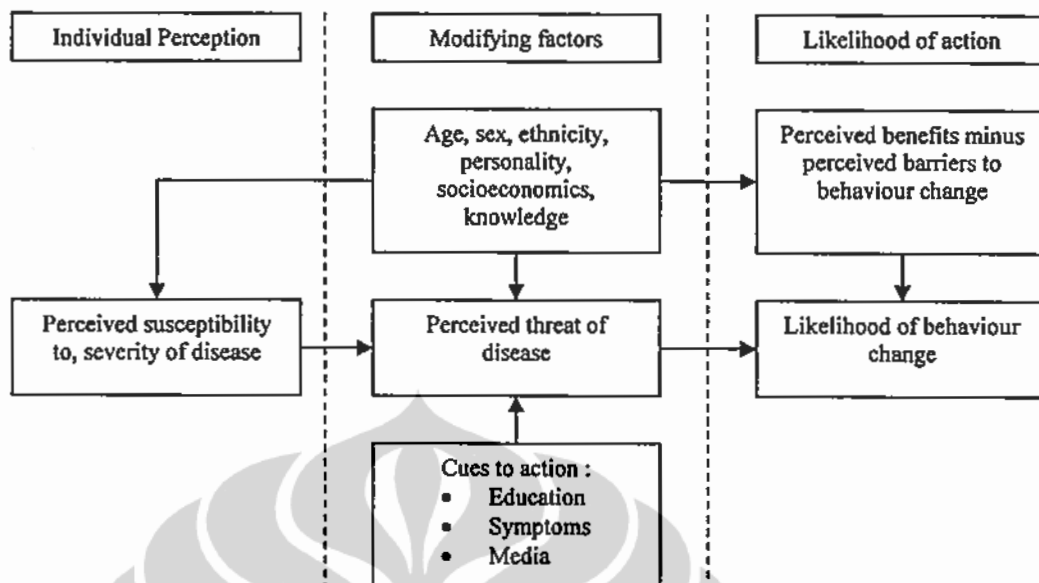 Individual Perception
Modifying factors
Likelihood of action
Age, sex, ethnicity,
personality,
socioeconomics,
knowledge
Perceived benefits minus
perceived barriers to
behaviour change
Perceived susceptibility
to, severity of disease
Perceived threat of
disease
Likelihood of behaviour
change
Cues to action :
• Education
• Symptoms
• Media